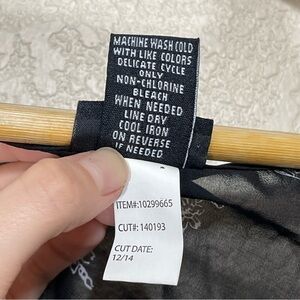 MACHINE WASH COLD
WITH LIKE COLORS
DELICATE CYCLE
ONLY
NON-CHLORINE
BLEACH
WHEN NEEDED
LINE DRY
COOL IRON
ON REVERSE
IF NEEDED
ITEM#:10299665
CUT#: 140193
CUT DATE:
12/14